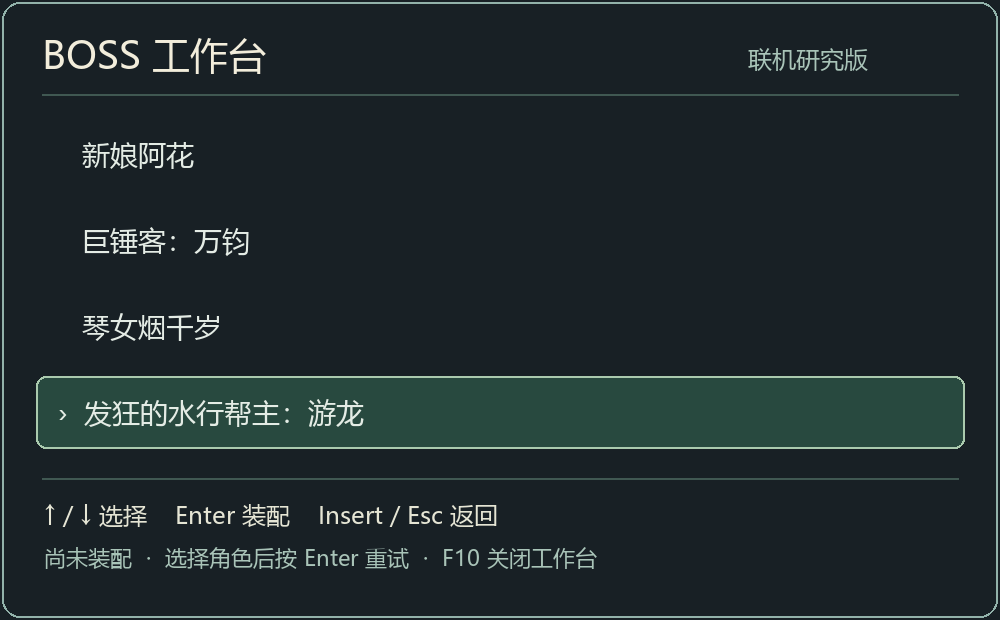 BOSS 工作台
联机研究版
新娘阿花
巨锤客：万钧
琴女烟千岁
› 发狂的水行帮主：游龙
↑/↓选择 Enter 装配 Insert / Esc 返回
尚未装配 · 选择角色后按 Enter 重试 · F10 关闭工作台